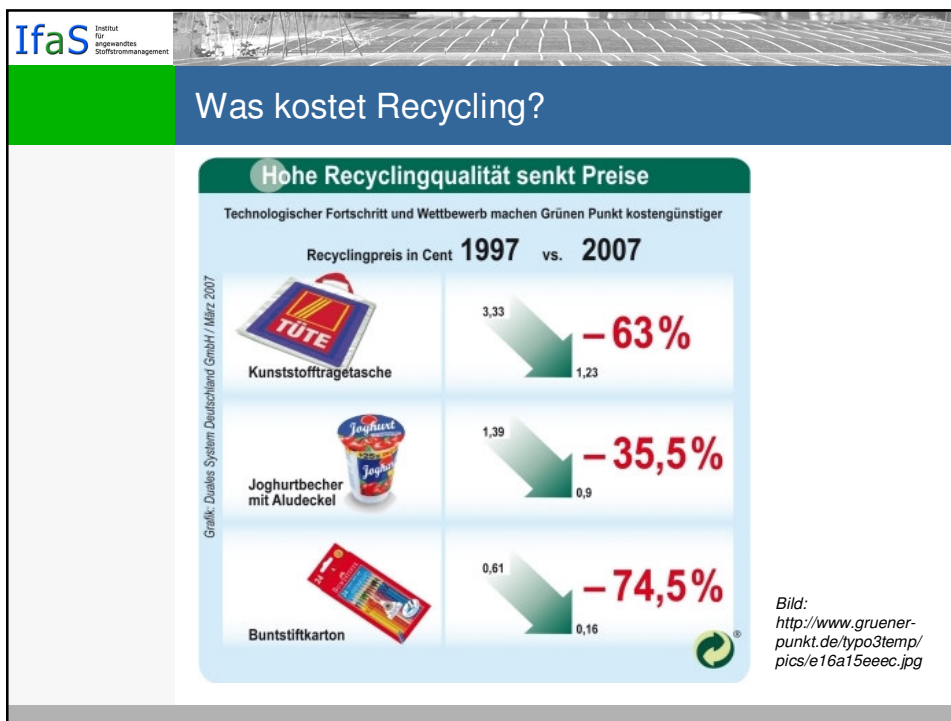 IfaS
Institut
für
angewandtes
Stoffstrommanagement
Was kostet Recycling?
Hohe Recyclingqualität senkt Preise
Technologischer Fortschritt und Wettbewerb machen Grünen Punkt kostengünstiger
Recyclingpreis in Cent 1997 vs. 2007
Grafik: Duales System Deutschland GmbH / März 2007
TÜTE
Kunststofftragetasche
3,33
– 63 %
1,23
Joghurt
Joghurt
Joghurtbecher
mit Aludeckel
1,39
– 35,5 %
0,9
24
BUNTSTIFTE
Buntstiftkarton
0,61
– 74,5 %
0,16
®
Bild:
http://www.gruener-
punkt.de/typo3temp/
pics/e16a15eeec.jpg